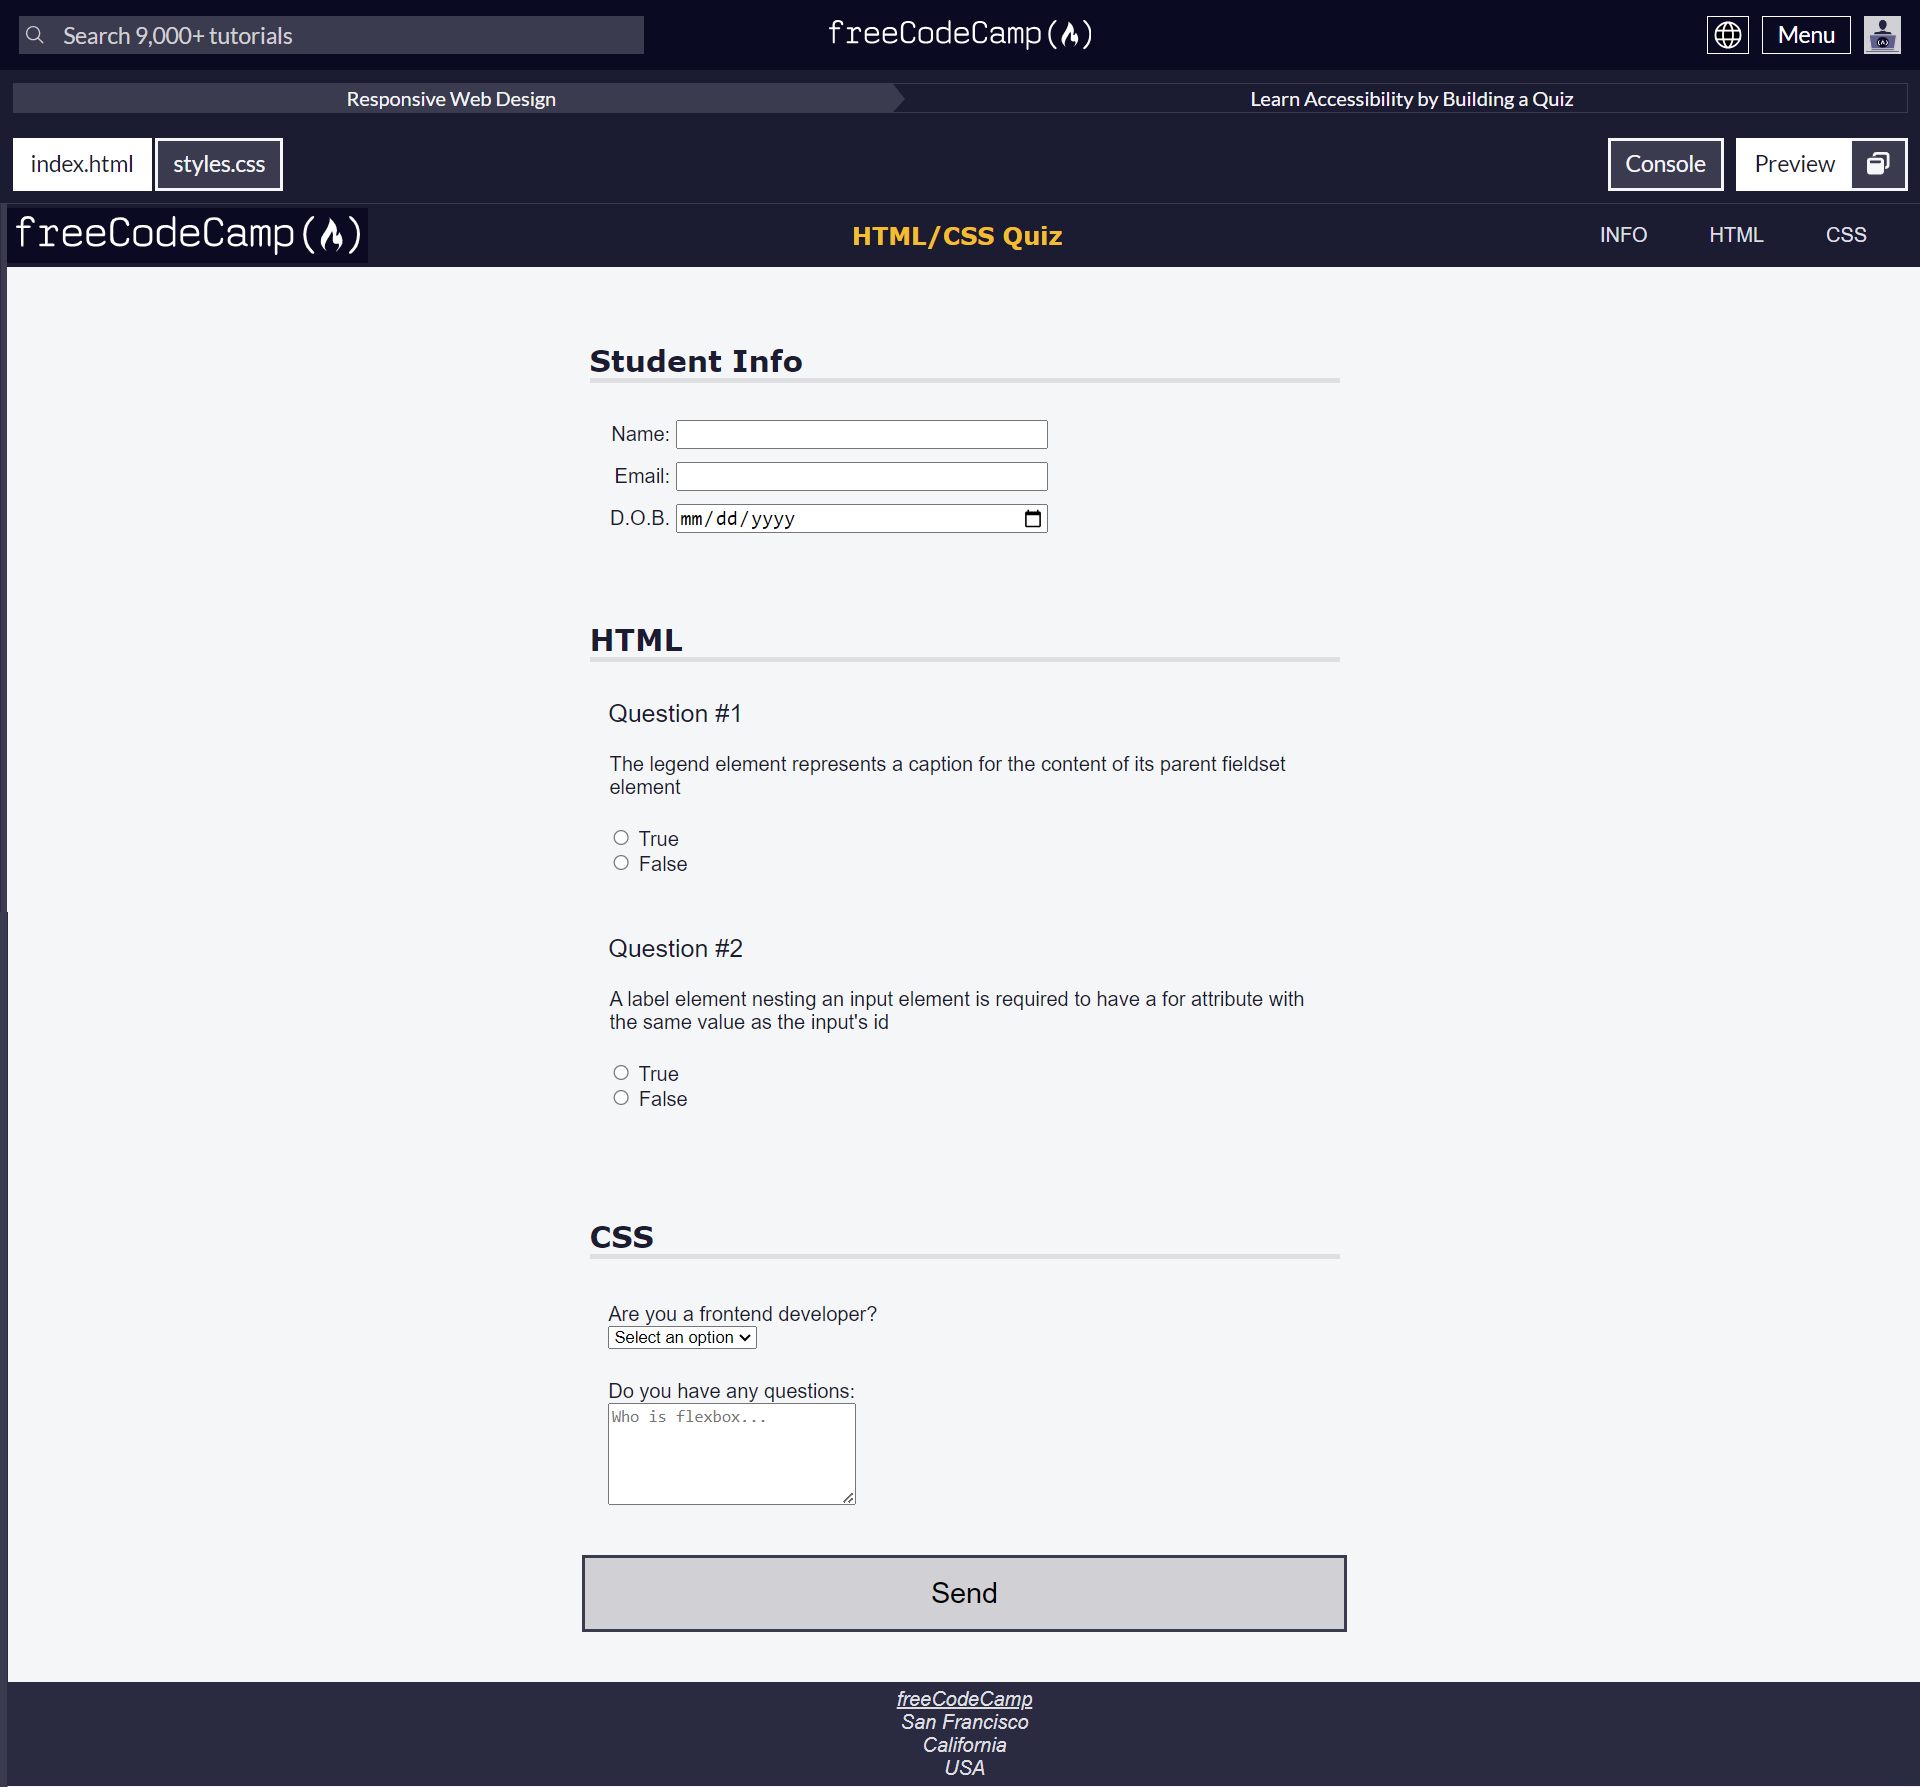 Search 9,000+ tutorials
freeCodeCamp(🔥)
Menu
Responsive Web Design
Learn Accessibility by Building a Quiz
index.html
styles.css
Console
Preview
freeCodeCamp(🔥)
HTML/CSS Quiz
INFO
HTML
CSS
Student Info
Name:
Email:
D.O.B. mm/dd/yyyy
HTML
Question #1
The legend element represents a caption for the content of its parent fieldset
element
True
False
Question #2
A label element nesting an input element is required to have a for attribute with
the same value as the input's id
True
False
CSS
Are you a frontend developer?
Select an option
Do you have any questions:
Who is flexbox...
Send
freeCodeCamp
San Francisco
California
USA